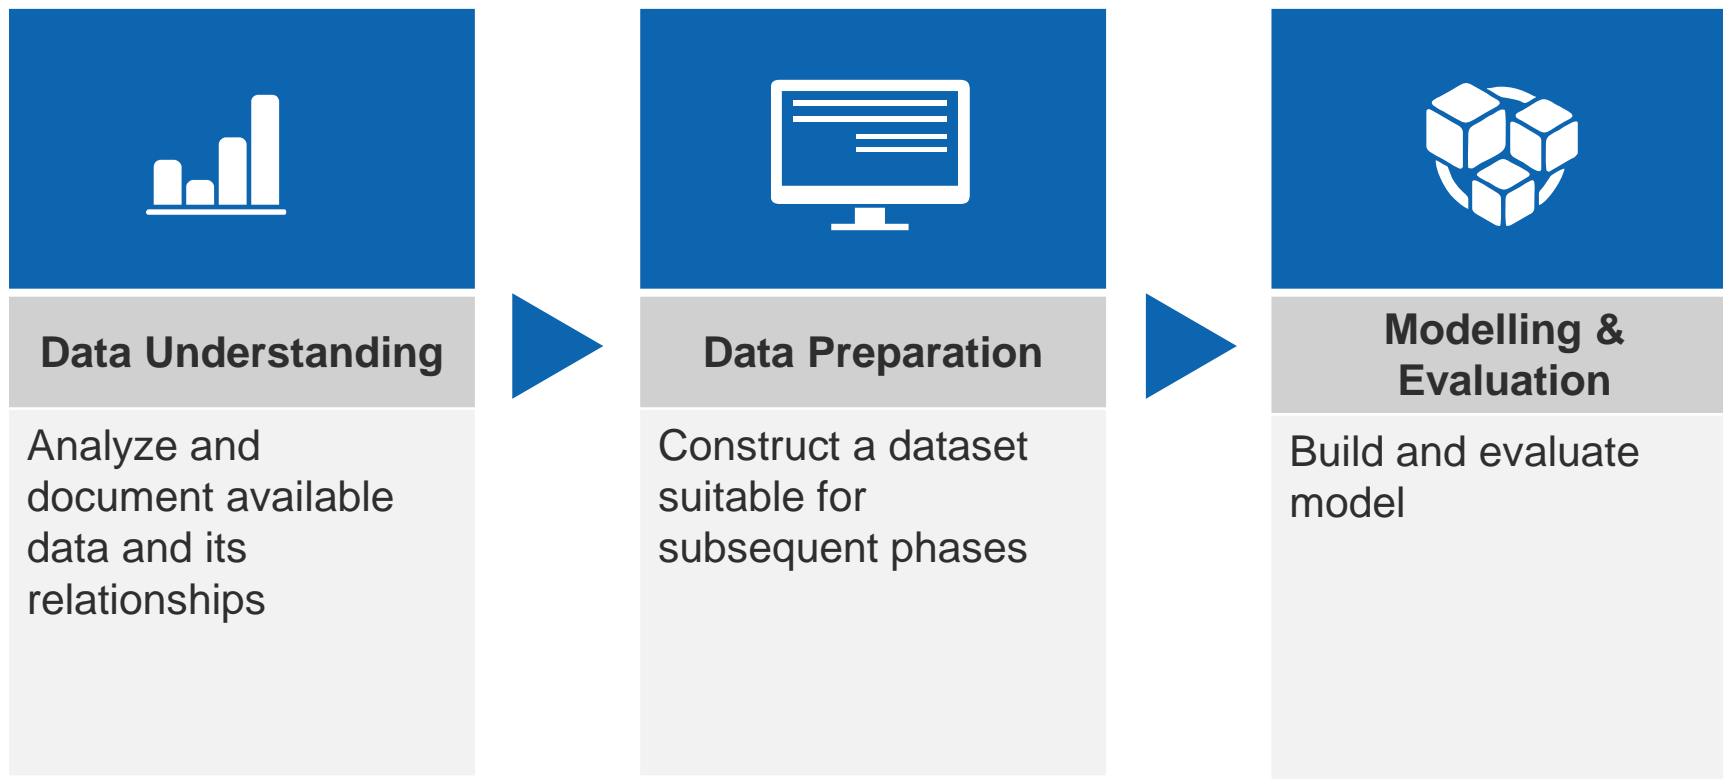 Data Understanding
Analyze and
document available
data and its
relationships
Data Preparation
Construct a dataset
suitable for
subsequent phases
Modelling &
Evaluation
Build and evaluate
model